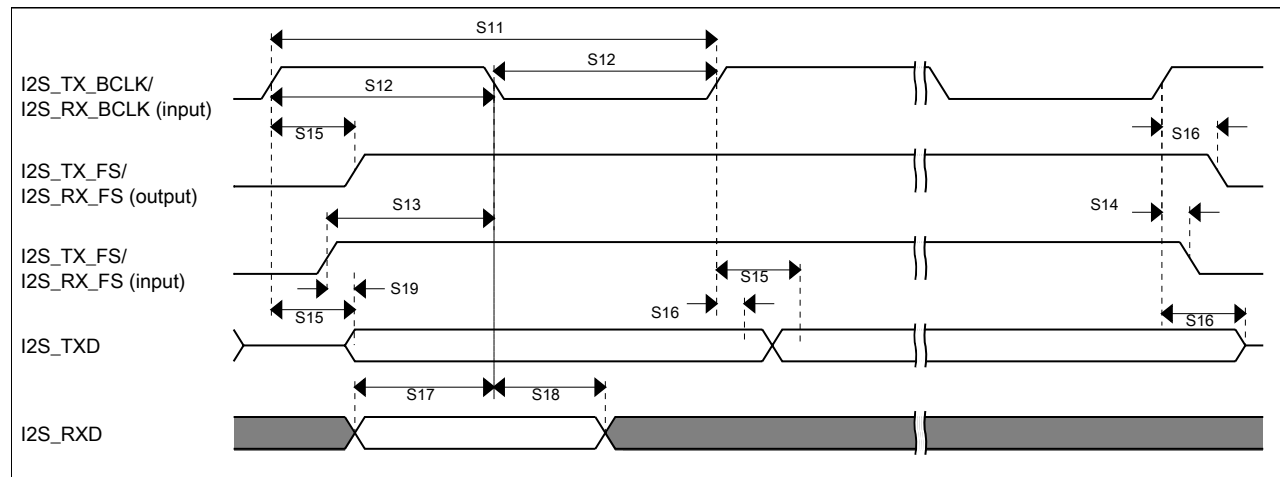 S11
I2S_TX_BCLK/
I2S_RX_BCLK (input)
S12
S12
S15
S16
I2S_TX_FS/
I2S_RX_FS (output)
S13
S14
I2S_TX_FS/
I2S_RX_FS (input)
S15
S19
S15
S16
S16
I2S_TXD
S17
S18
I2S_RXD